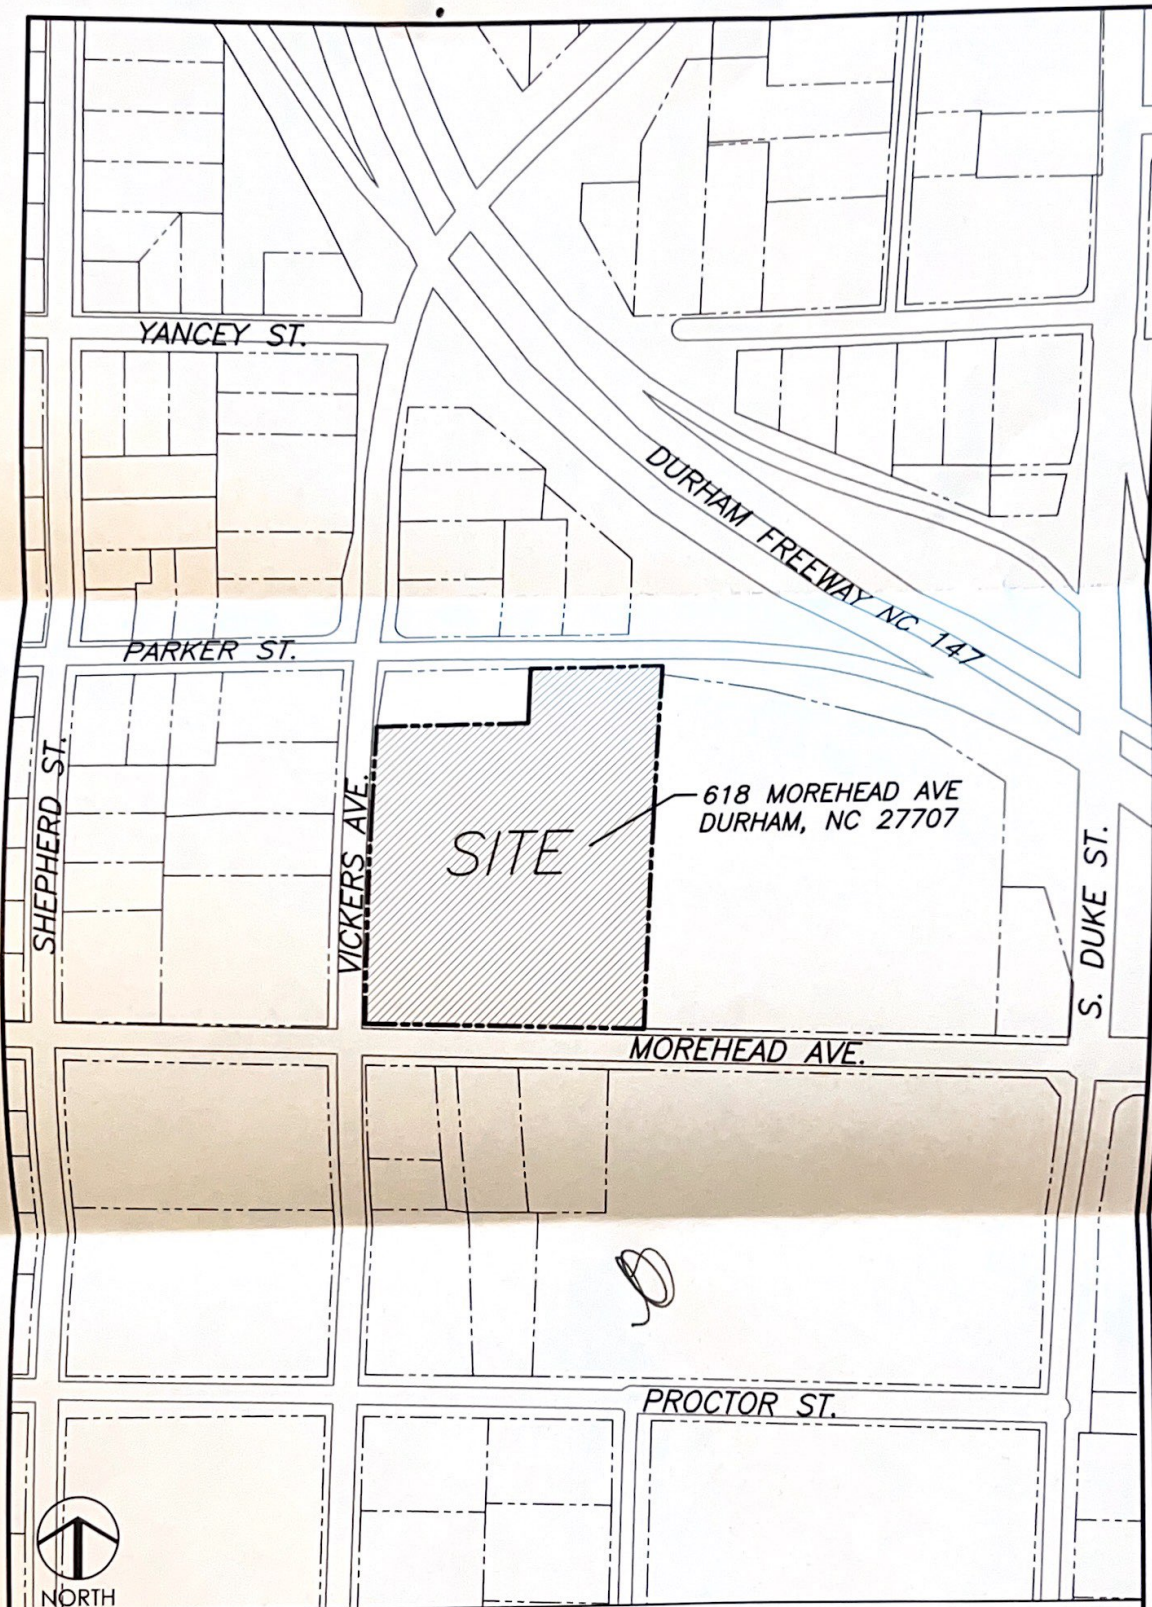 YANCEY ST.
DURHAM FREEWAY NC 147
PARKER ST.
SHEPHERD ST.
VICKERS AVE.
618 MOREHEAD AVE
DURHAM, NC 27707
SITE
S. DUKE ST.
MOREHEAD AVE.
PROCTOR ST.
NORTH